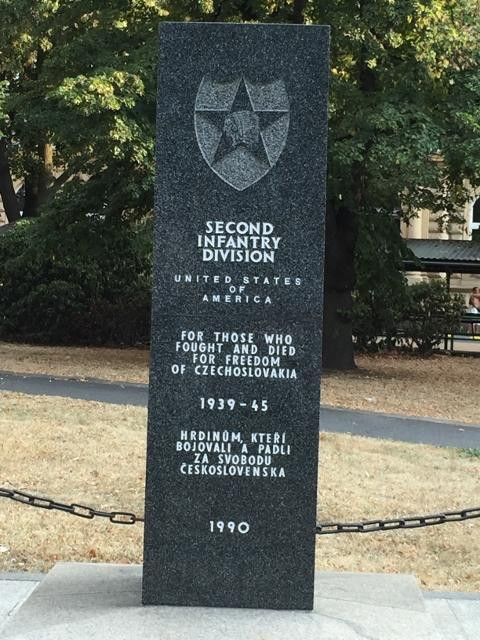 SECOND
INFANTRY
DIVISION
UNITED STATES
OF
AMERICA
FOR THOSE WHO
FOUGHT AND DIED
FOR FREEDOM
OF CZECHOSLOVAKIA
1939-45
HRDINŮM, KTEŘÍ
BOJOVALI A PADLI
ZA SVOBODU
ČESKOSLOVENSKA
1990